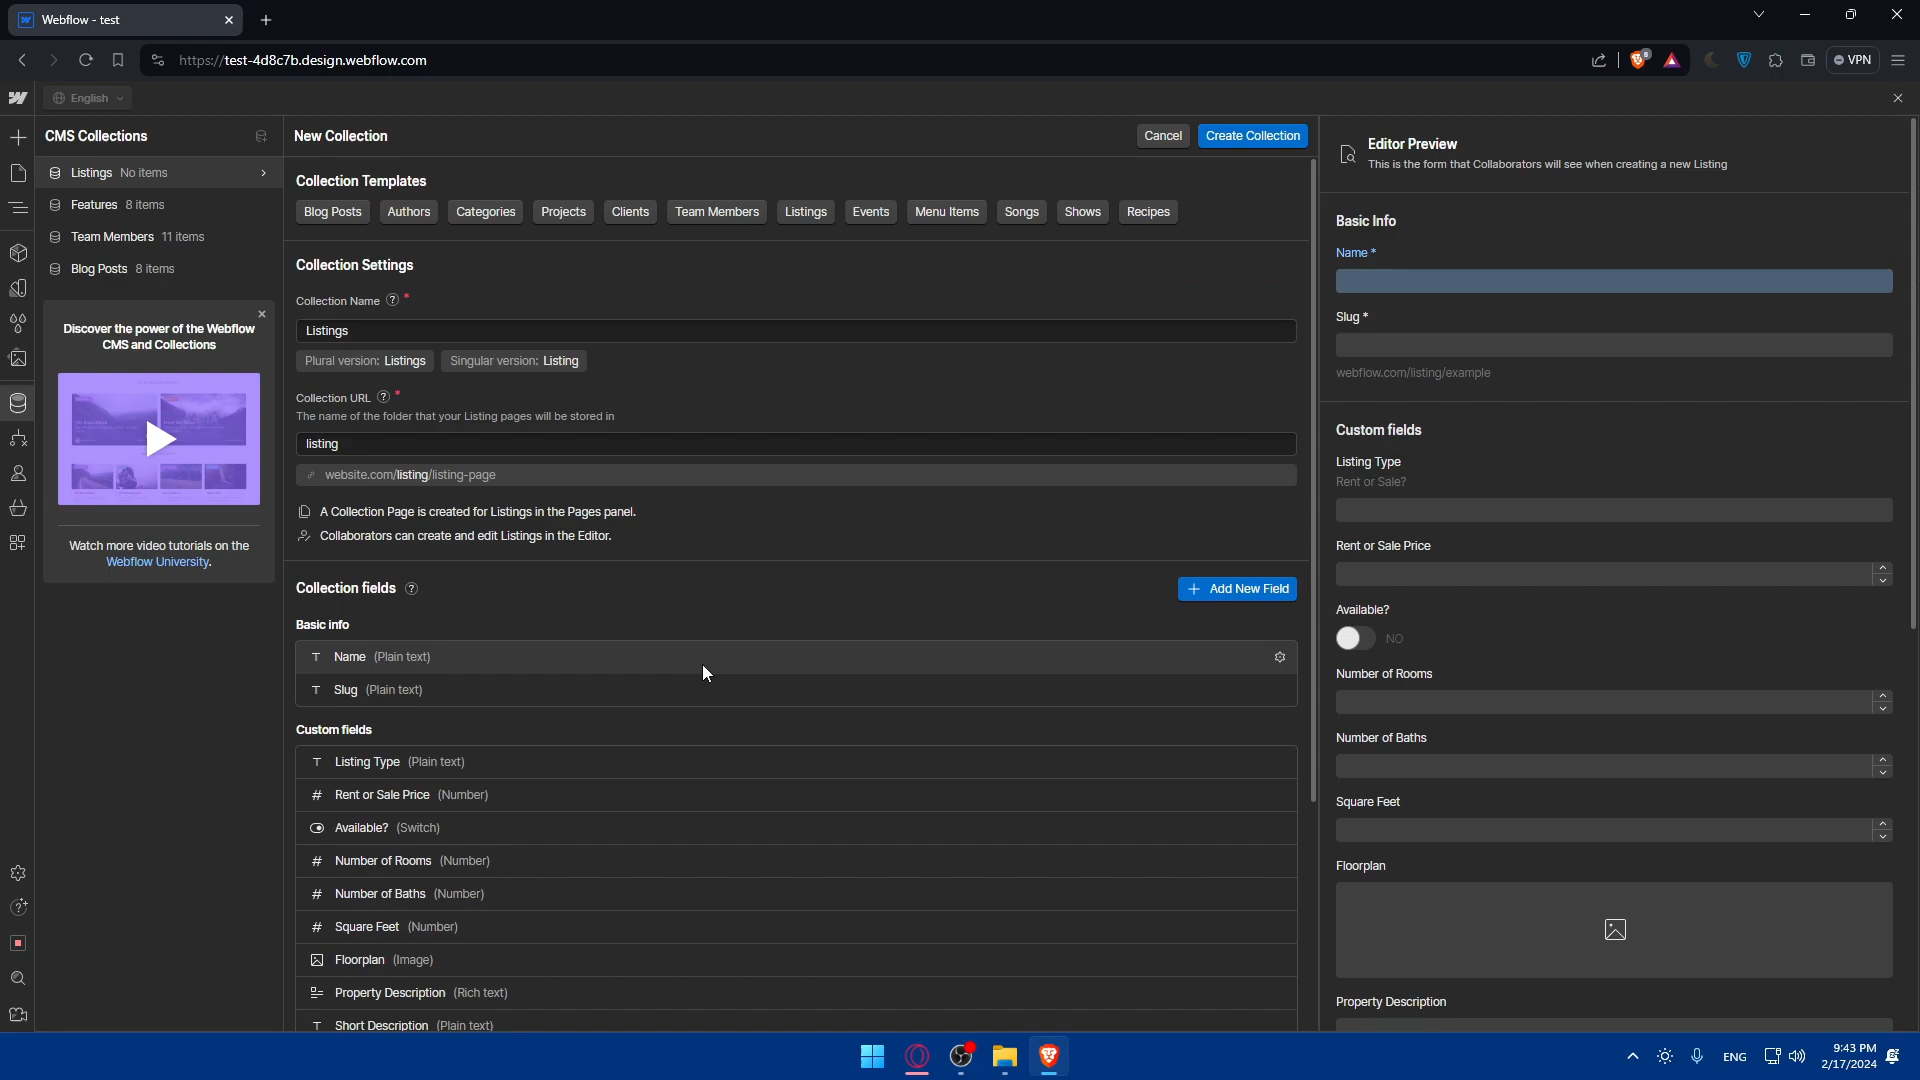 Webflow - test
https://test-4d8c7b.design.webflow.com
8
VPN
English
CMS Collections
Listings No items
Features 8 items
Team Members 11 items
Blog Posts 8 items
Discover the power of the Webflow
CMS and Collections
Watch more video tutorials on the
Webflow University.
New Collection
Cancel
Create Collection
Collection Templates
Blog Posts
Authors
Categories
Projects
Clients
Team Members
Listings
Events
Menu Items
Songs
Shows
Recipes
Collection Settings
Collection Name ? *
Listings
Plural version: Listings
Singular version: Listing
Collection URL ? *
The name of the folder that your Listing pages will be stored in
listing
website.com/listing/listing-page
A Collection Page is created for Listings in the Pages panel.
Collaborators can create and edit Listings in the Editor.
Collection fields ?
Add New Field
Basic info
Name (Plain text)
Slug (Plain text)
Custom fields
Listing Type (Plain text)
Rent or Sale Price (Number)
Available? (Switch)
Number of Rooms (Number)
Number of Baths (Number)
Square Feet (Number)
Floorplan (Image)
Property Description (Rich text)
Short Description (Plain text)
Editor Preview
This is the form that Collaborators will see when creating a new Listing
Basic Info
Name *
Slug *
webflow.com/listing/example
Custom fields
Listing Type
Rent or Sale?
Rent or Sale Price
Available?
NO
Number of Rooms
Number of Baths
Square Feet
Floorplan
Property Description
ENG
9:43 PM
2/17/2024